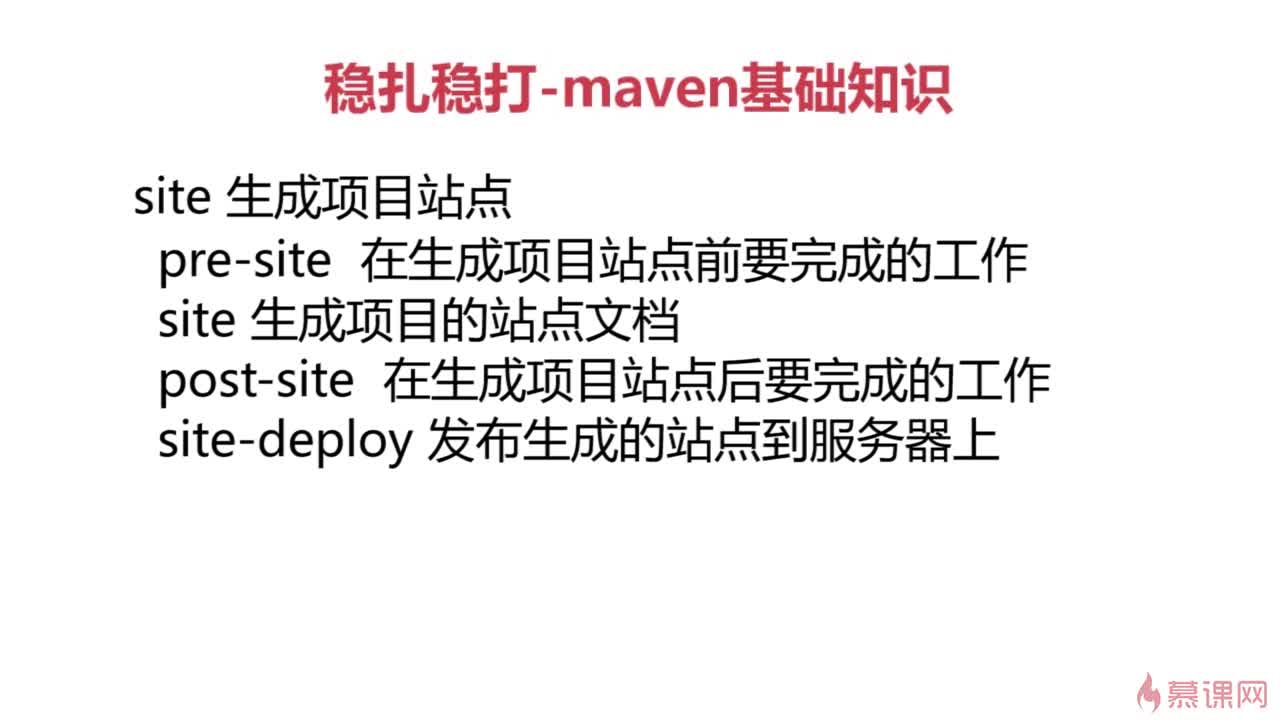 稳扎稳打-maven基础知识
site 生成项目站点
pre-site 在生成项目站点前要完成的工作
site 生成项目的站点文档
post-site 在生成项目站点后要完成的工作
site-deploy 发布生成的站点到服务器上
慕课网